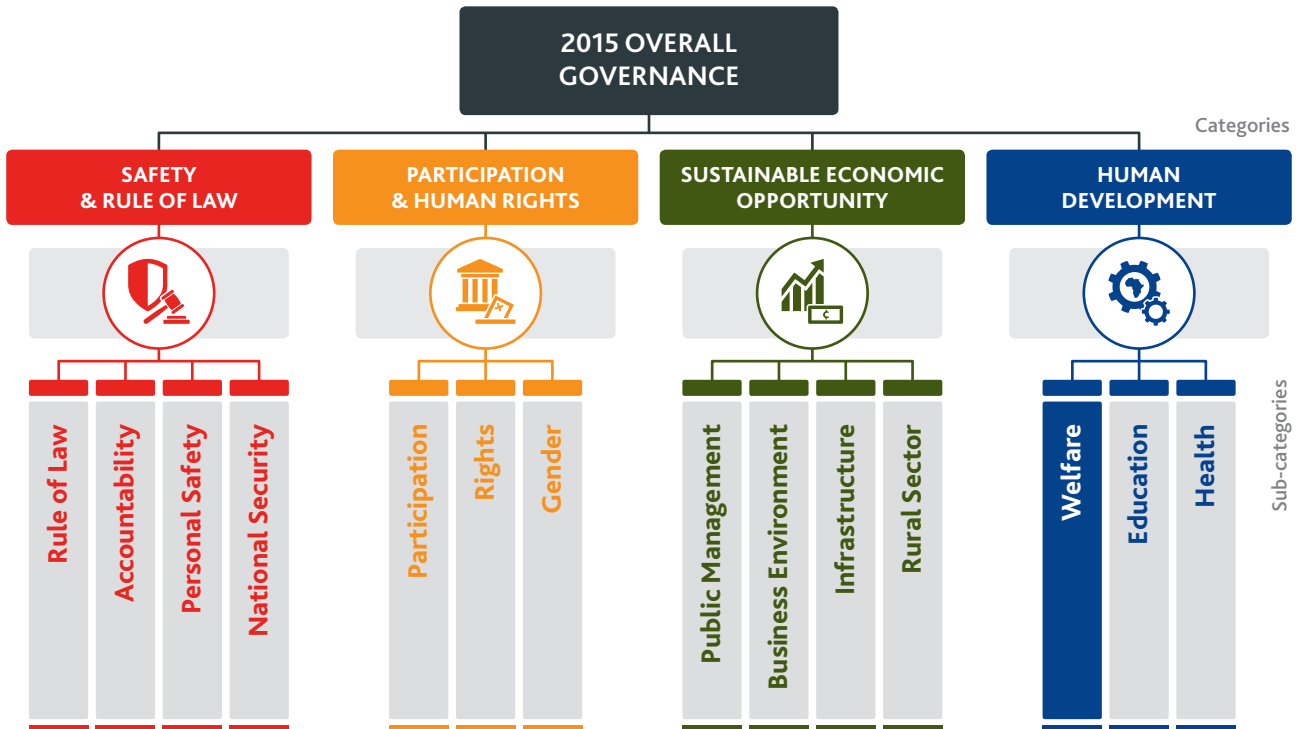 2015 OVERALL
GOVERNANCE
Categories
SAFETY
& RULE OF LAW
PARTICIPATION
& HUMAN RIGHTS
SUSTAINABLE ECONOMIC
OPPORTUNITY
HUMAN
DEVELOPMENT
¢
Rule of Law
Accountability
Personal Safety
National Security
Participation
Rights
Gender
Public Management
Business Environment
Infrastructure
Rural Sector
Welfare
Education
Health
Sub-categories